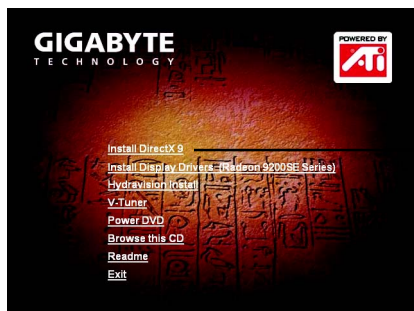 GIGABYTE
TECHNOLOGY
POWERED BY
ATi
Install DirectX 9
Install Display Drivers (Radeon 9200SE Series)
Hydravision Install
V-Tuner
Power DVD
Browse this CD
Readme
Exit